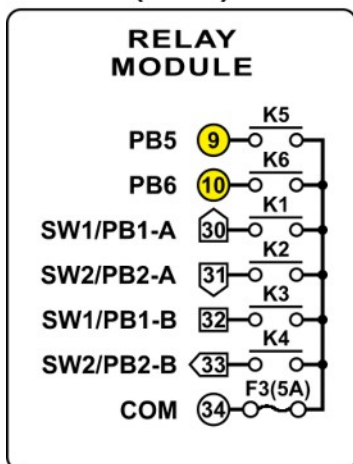 RELAY
MODULE
K5
PB5 9
K6
PB6 10
K1
SW1/PB1-A 30
K2
SW2/PB2-A 31
K3
SW1/PB1-B 32
K4
SW2/PB2-B 33
F3(5A)
COM 34